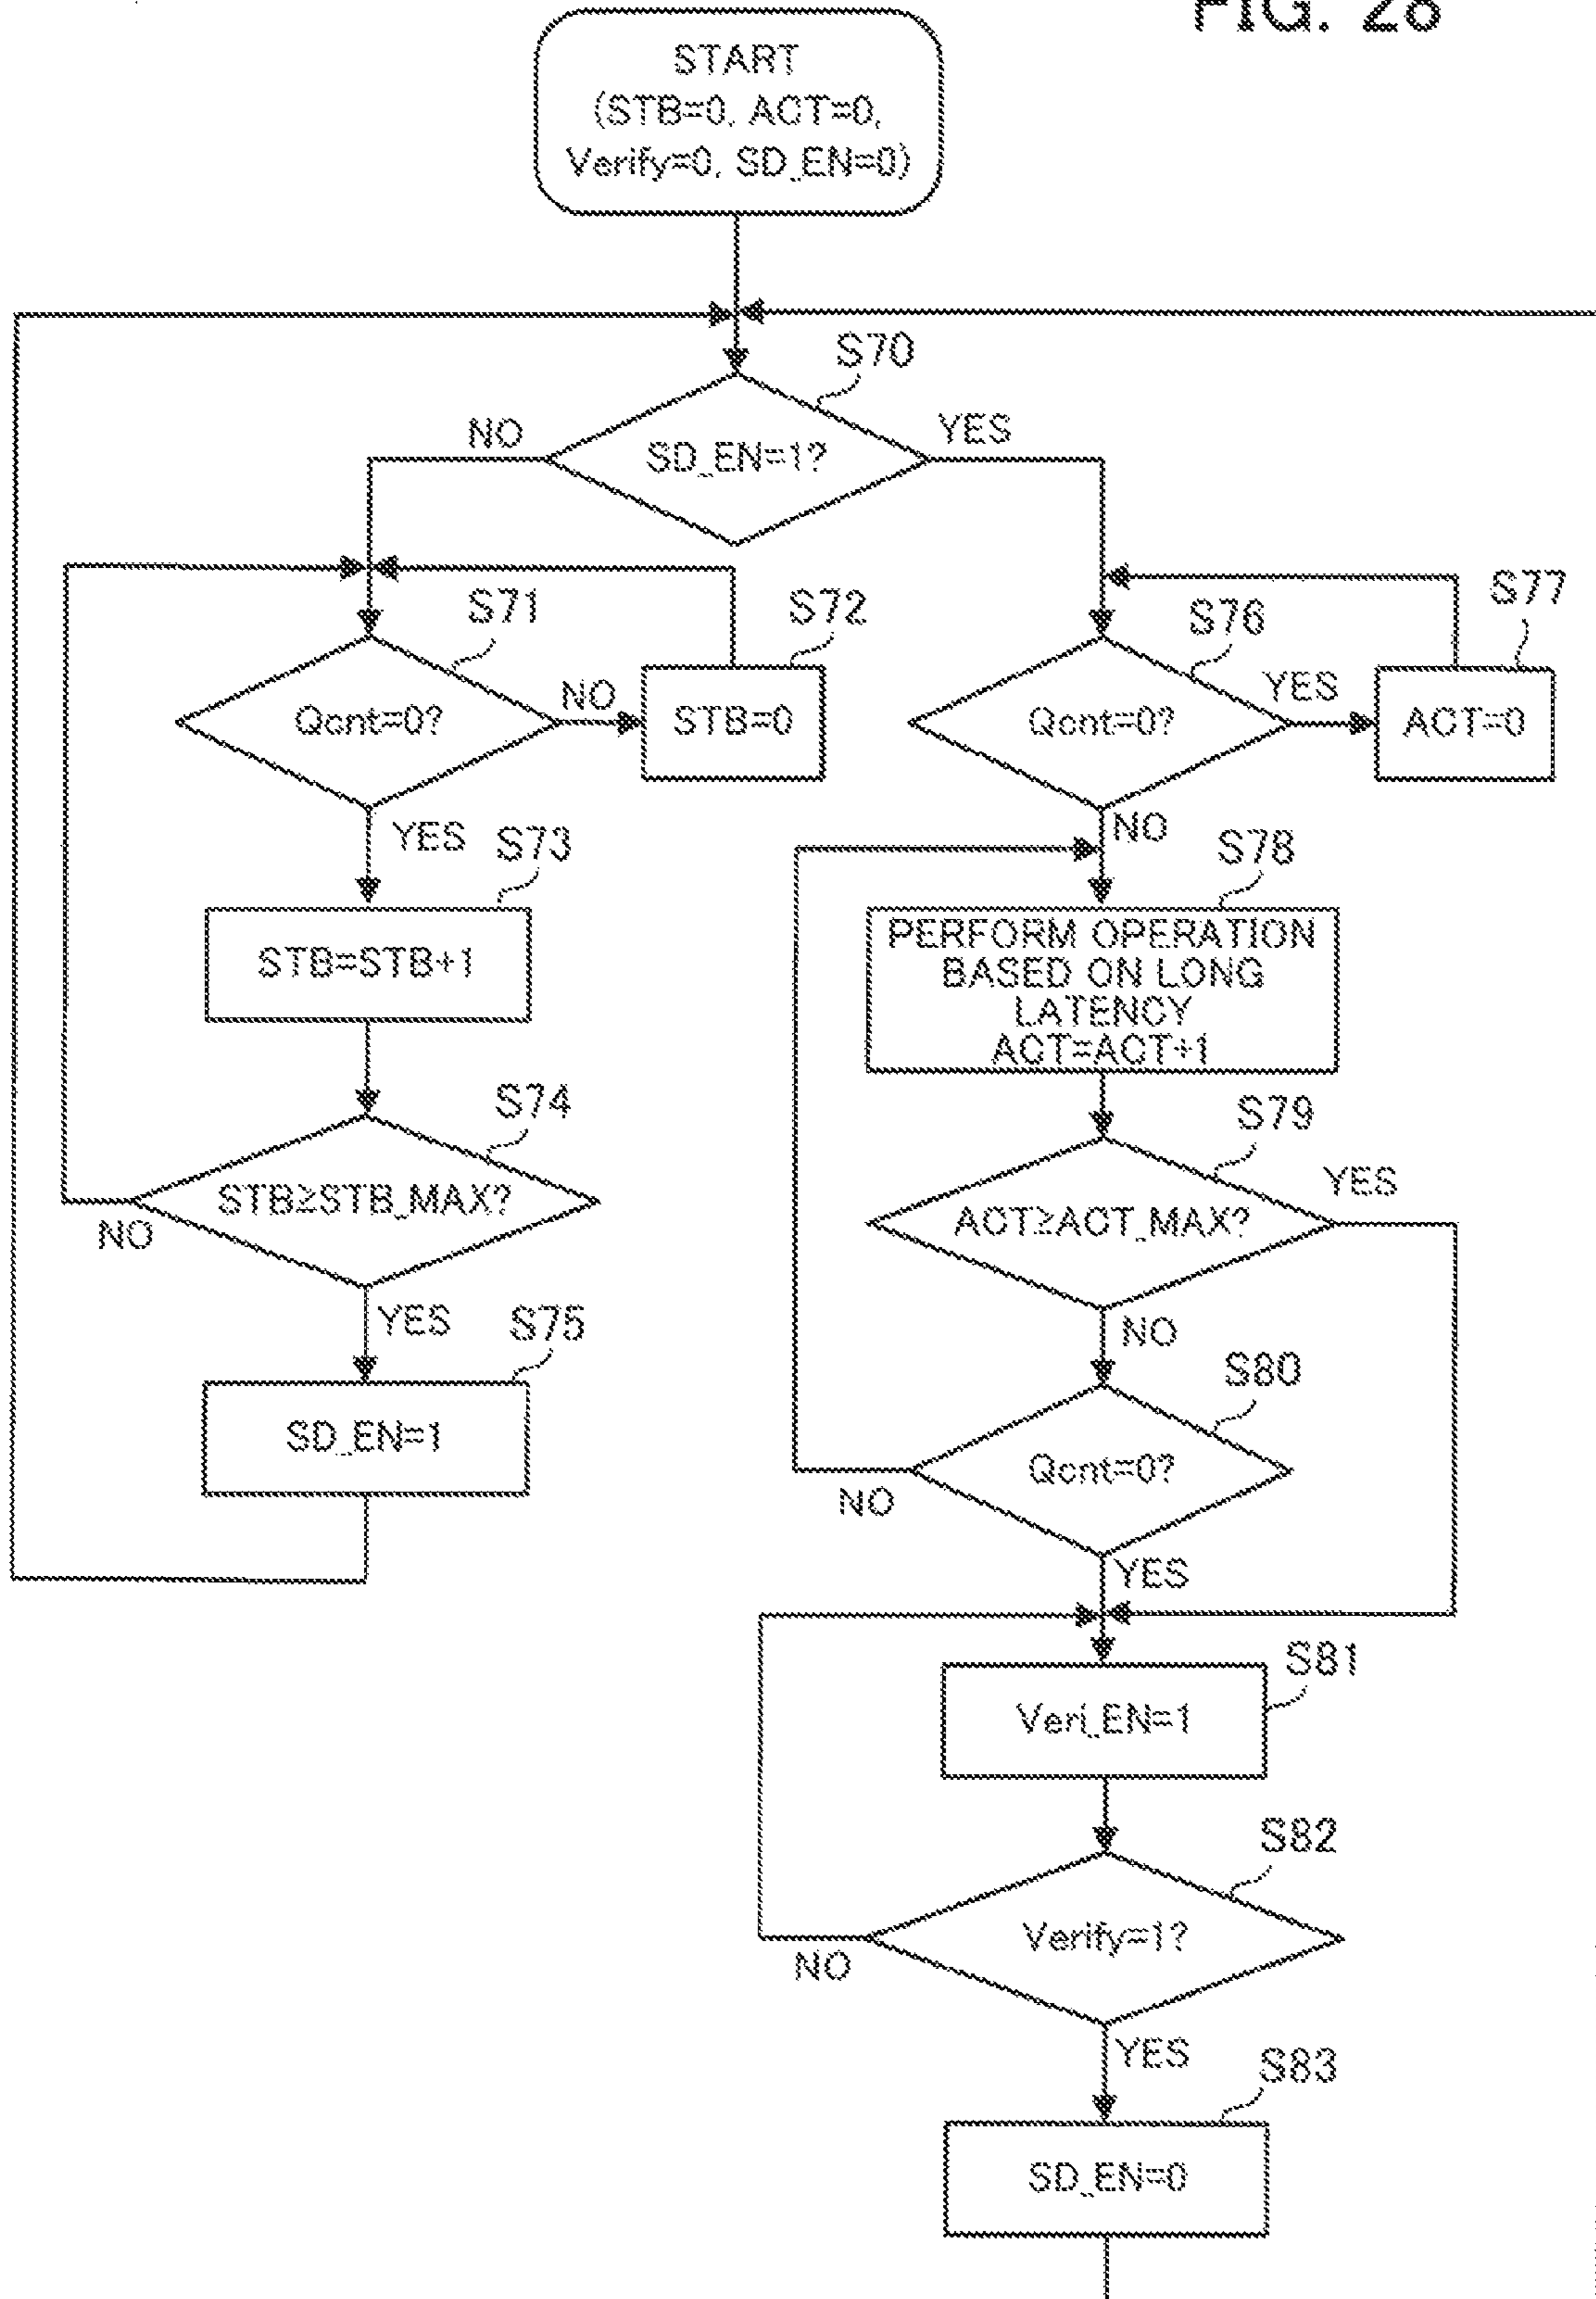 FIG. 28
START
(STB=0, ACT=0,
Verify=0, SD_EN=0)
S70
NO
SD_EN=1?
YES
S71
Qcnt=0?
NO
S72
STB=0
S76
Qcnt=0?
YES
S77
ACT=0
YES
S73
STB=STB+1
NO
S78
PERFORM OPERATION
BASED ON LONG
LATENCY
ACT=ACT+1
S74
STB≧STB_MAX?
NO
S79
ACT≧ACT_MAX?
YES
YES
S75
SD_EN=1
NO
S80
Qcnt=0?
NO
YES
S81
Veri_EN=1
S82
Verify=1?
NO
YES
S83
SD_EN=0